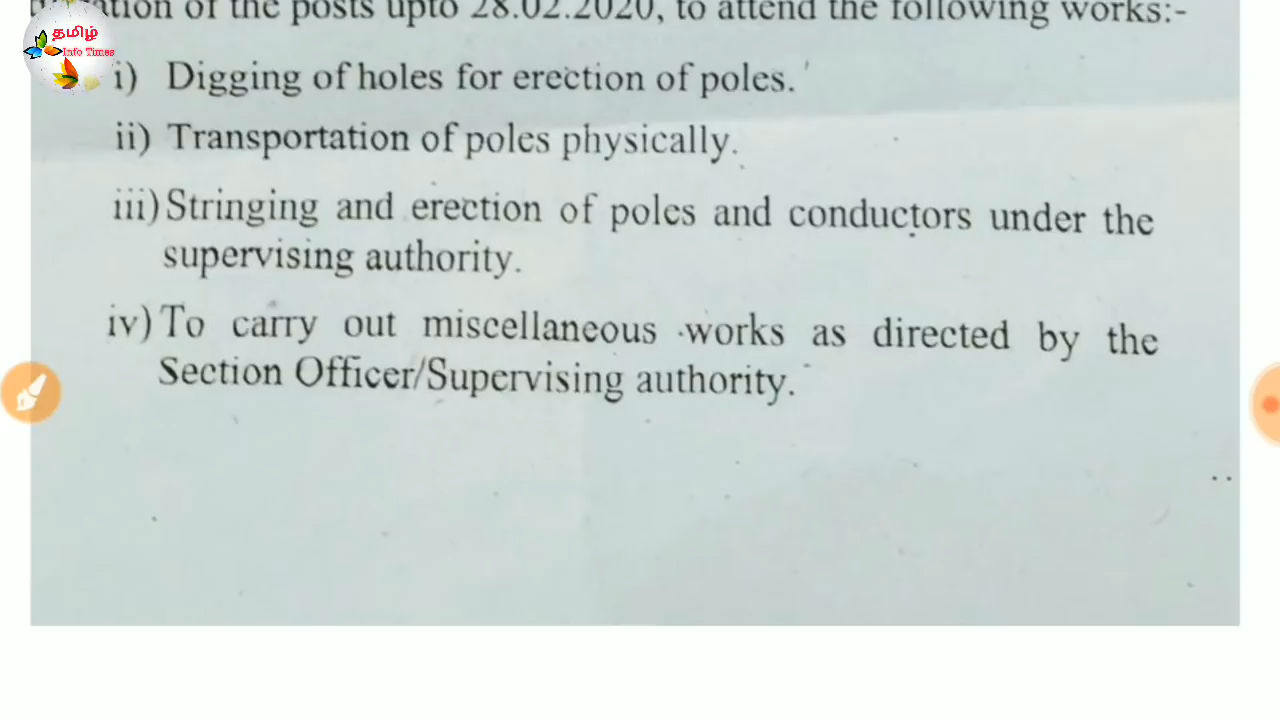 of the posts upto 28.02.2020, to attend the following works:-
தமிழ்
Info Times
i) Digging of holes for erection of poles.
ii) Transportation of poles physically.
iii) Stringing and erection of poles and conductors under the
supervising authority.
iv) To carry out miscellaneous works as directed by the
Section Officer/Supervising authority.
..